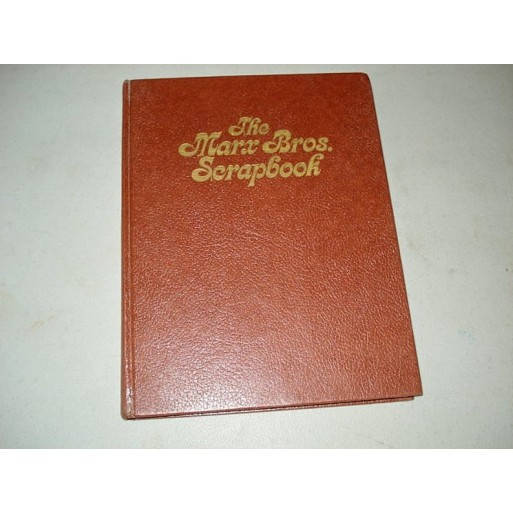 The
Marx Bros.
Scrapbook